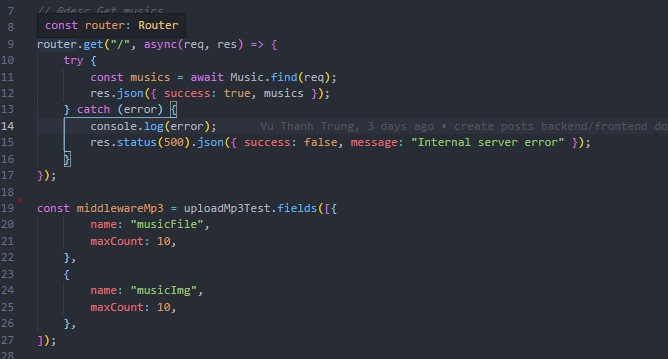 7 // @desc Get musics
8 const router: Router
9 router.get("/", async(req, res) => {
10 try {
11 const musics = await Music.find(req);
12 res.json({ success: true, musics });
13 } catch (error) {
14 console.log(error); Vu Thanh Trung, 3 days ago • create posts backend/frontend do
15 res.status(500).json({ success: false, message: "Internal server error" });
16 }
17 });
18
19 const middlewareMp3 = uploadMp3Test.fields([{
20 name: "musicFile",
21 maxCount: 10,
22 },
23 {
24 name: "musicImg",
25 maxCount: 10,
26 },
27 ]);
28